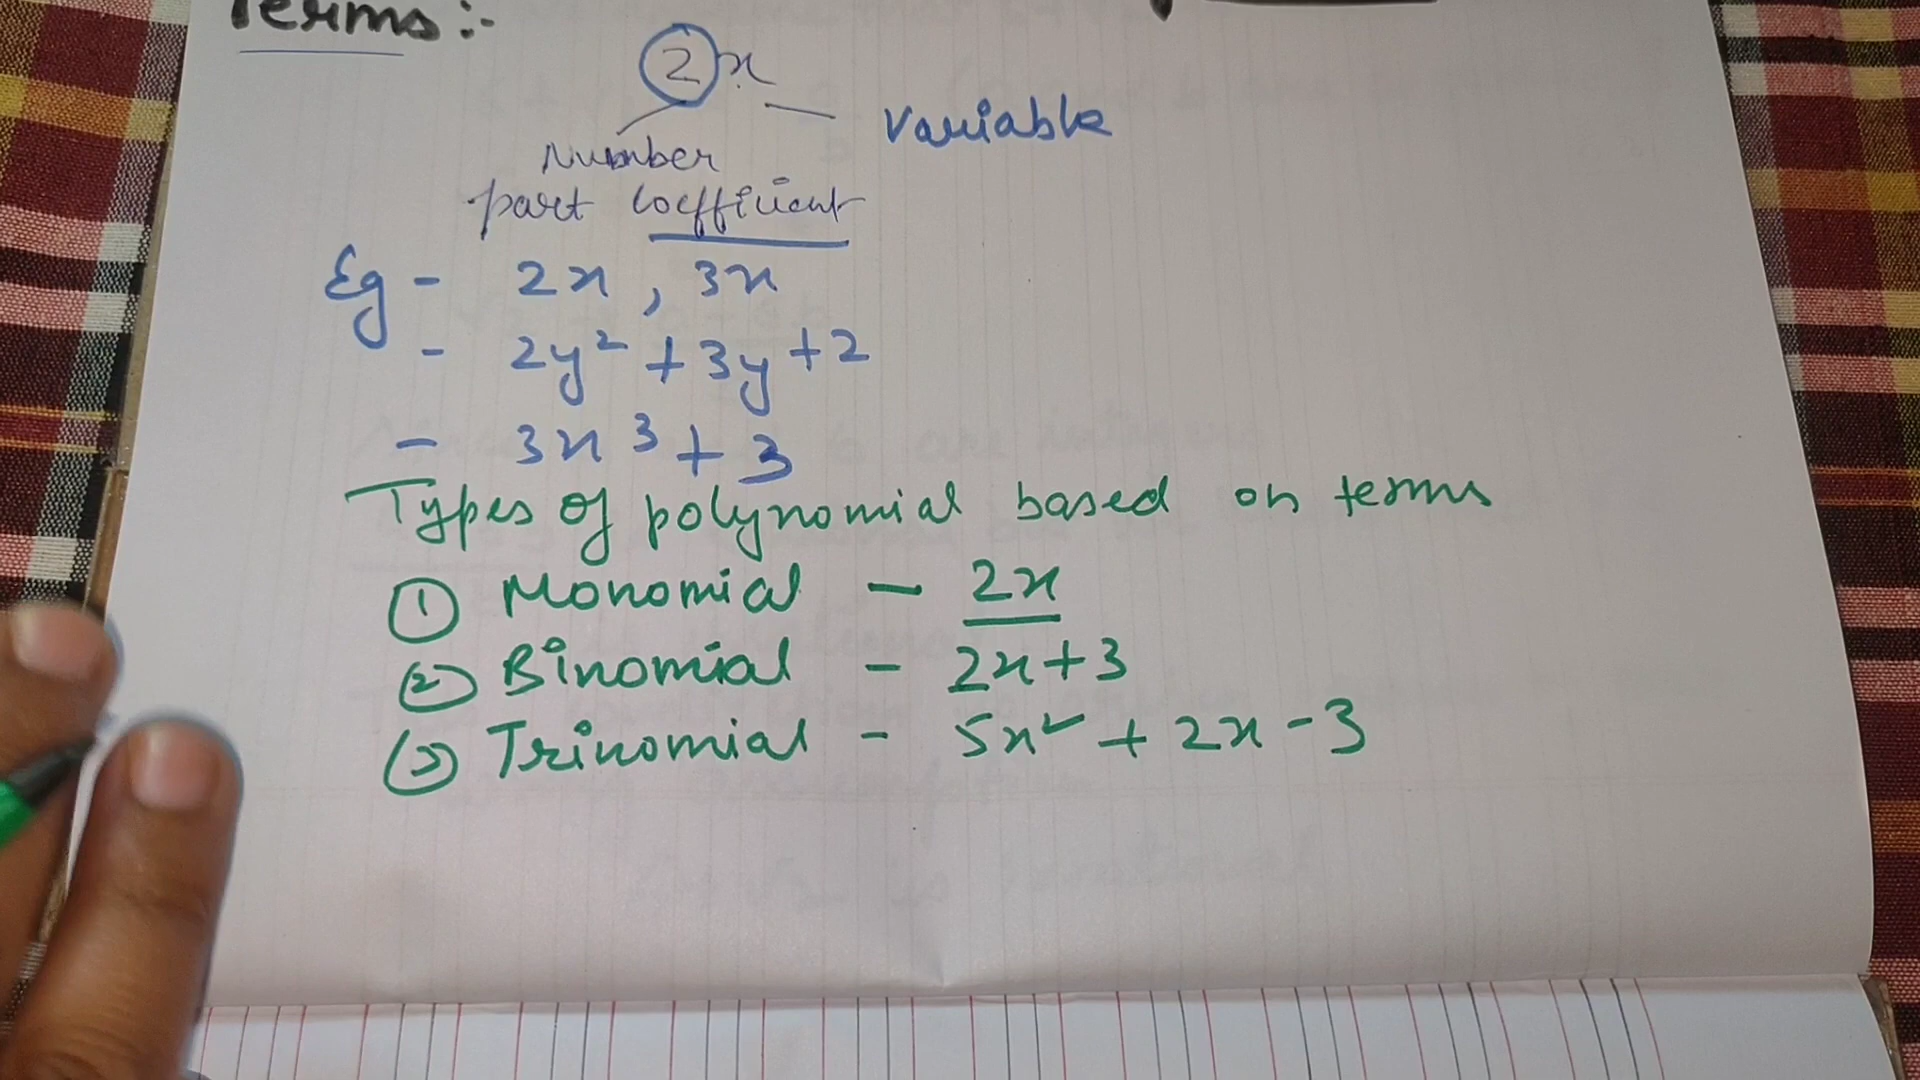 Terms :-
2x
Variable
Number
part Coefficient
Eg - 2x , 3x
- 2y² + 3y + 2
- 3x³ + 3
Types of polynomial based on terms
① Monomial - 2x
② Binomial - 2x + 3
③ Trinomial - 5x² + 2x - 3